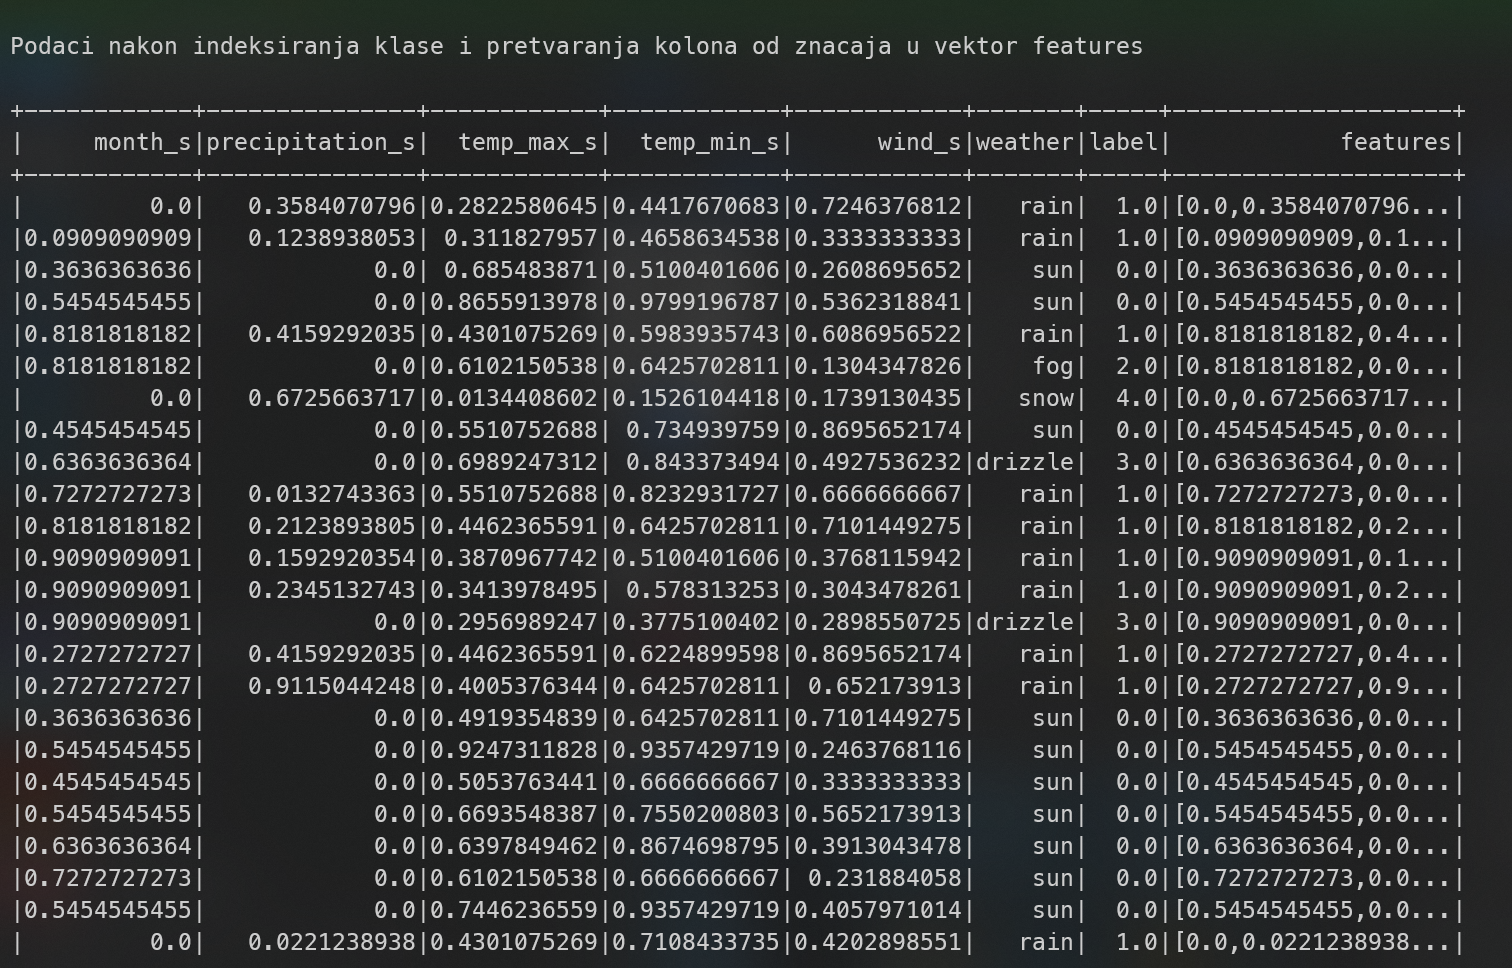 Podaci nakon indeksiranja klase i pretvaranja kolona od znacaja u vektor features
+------------+---------------+------------+------------+------------+-------+-----+--------------------+
|     month_s|precipitation_s|  temp_max_s|  temp_min_s|      wind_s|weather|label|            features|
+------------+---------------+------------+------------+------------+-------+-----+--------------------+
|         0.0|   0.3584070796|0.2822580645|0.4417670683|0.7246376812|   rain|  1.0|[0.0,0.3584070796...|
|0.0909090909|   0.1238938053| 0.311827957|0.4658634538|0.3333333333|   rain|  1.0|[0.0909090909,0.1...|
|0.3636363636|            0.0| 0.685483871|0.5100401606|0.2608695652|    sun|  0.0|[0.3636363636,0.0...|
|0.5454545455|            0.0|0.8655913978|0.9799196787|0.5362318841|    sun|  0.0|[0.5454545455,0.0...|
|0.8181818182|   0.4159292035|0.4301075269|0.5983935743|0.6086956522|   rain|  1.0|[0.8181818182,0.4...|
|0.8181818182|            0.0|0.6102150538|0.6425702811|0.1304347826|    fog|  2.0|[0.8181818182,0.0...|
|         0.0|   0.6725663717|0.0134408602|0.1526104418|0.1739130435|   snow|  4.0|[0.0,0.6725663717...|
|0.4545454545|            0.0|0.5510752688| 0.734939759|0.8695652174|    sun|  0.0|[0.4545454545,0.0...|
|0.6363636364|            0.0|0.6989247312| 0.843373494|0.4927536232|drizzle|  3.0|[0.6363636364,0.0...|
|0.7272727273|   0.0132743363|0.5510752688|0.8232931727|0.6666666667|   rain|  1.0|[0.7272727273,0.0...|
|0.8181818182|   0.2123893805|0.4462365591|0.6425702811|0.7101449275|   rain|  1.0|[0.8181818182,0.2...|
|0.9090909091|   0.1592920354|0.3870967742|0.5100401606|0.3768115942|   rain|  1.0|[0.9090909091,0.1...|
|0.9090909091|   0.2345132743|0.3413978495| 0.578313253|0.3043478261|   rain|  1.0|[0.9090909091,0.2...|
|0.9090909091|            0.0|0.2956989247|0.3775100402|0.2898550725|drizzle|  3.0|[0.9090909091,0.0...|
|0.2727272727|   0.4159292035|0.4462365591|0.6224899598|0.8695652174|   rain|  1.0|[0.2727272727,0.4...|
|0.2727272727|   0.9115044248|0.4005376344|0.6425702811| 0.652173913|   rain|  1.0|[0.2727272727,0.9...|
|0.3636363636|            0.0|0.4919354839|0.6425702811|0.7101449275|    sun|  0.0|[0.3636363636,0.0...|
|0.5454545455|            0.0|0.9247311828|0.9357429719|0.2463768116|    sun|  0.0|[0.5454545455,0.0...|
|0.4545454545|            0.0|0.5053763441|0.6666666667|0.3333333333|    sun|  0.0|[0.4545454545,0.0...|
|0.5454545455|            0.0|0.6693548387|0.7550200803|0.5652173913|    sun|  0.0|[0.5454545455,0.0...|
|0.6363636364|            0.0|0.6397849462|0.8674698795|0.3913043478|    sun|  0.0|[0.6363636364,0.0...|
|0.7272727273|            0.0|0.6102150538|0.6666666667| 0.231884058|    sun|  0.0|[0.7272727273,0.0...|
|0.5454545455|            0.0|0.7446236559|0.9357429719|0.4057971014|    sun|  0.0|[0.5454545455,0.0...|
|         0.0|   0.0221238938|0.4301075269|0.7108433735|0.4202898551|   rain|  1.0|[0.0,0.0221238938...|